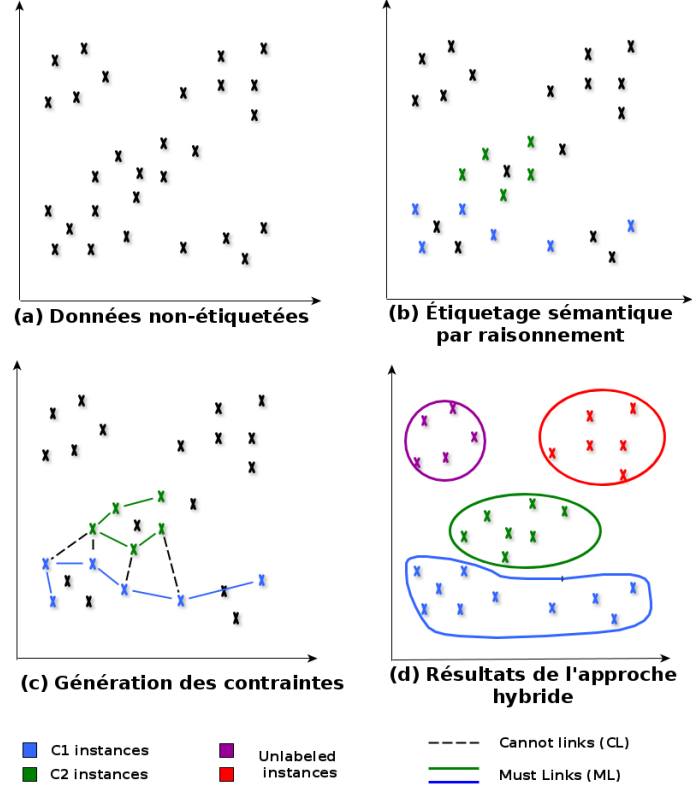 (a) Données non-étiquetées
(b) Étiquetage sémantique
par raisonnement
(c) Génération des contraintes
(d) Résultats de l'approche
hybride
C1 instances
C2 instances
Unlabeled
instances
Cannot links (CL)
Must Links (ML)